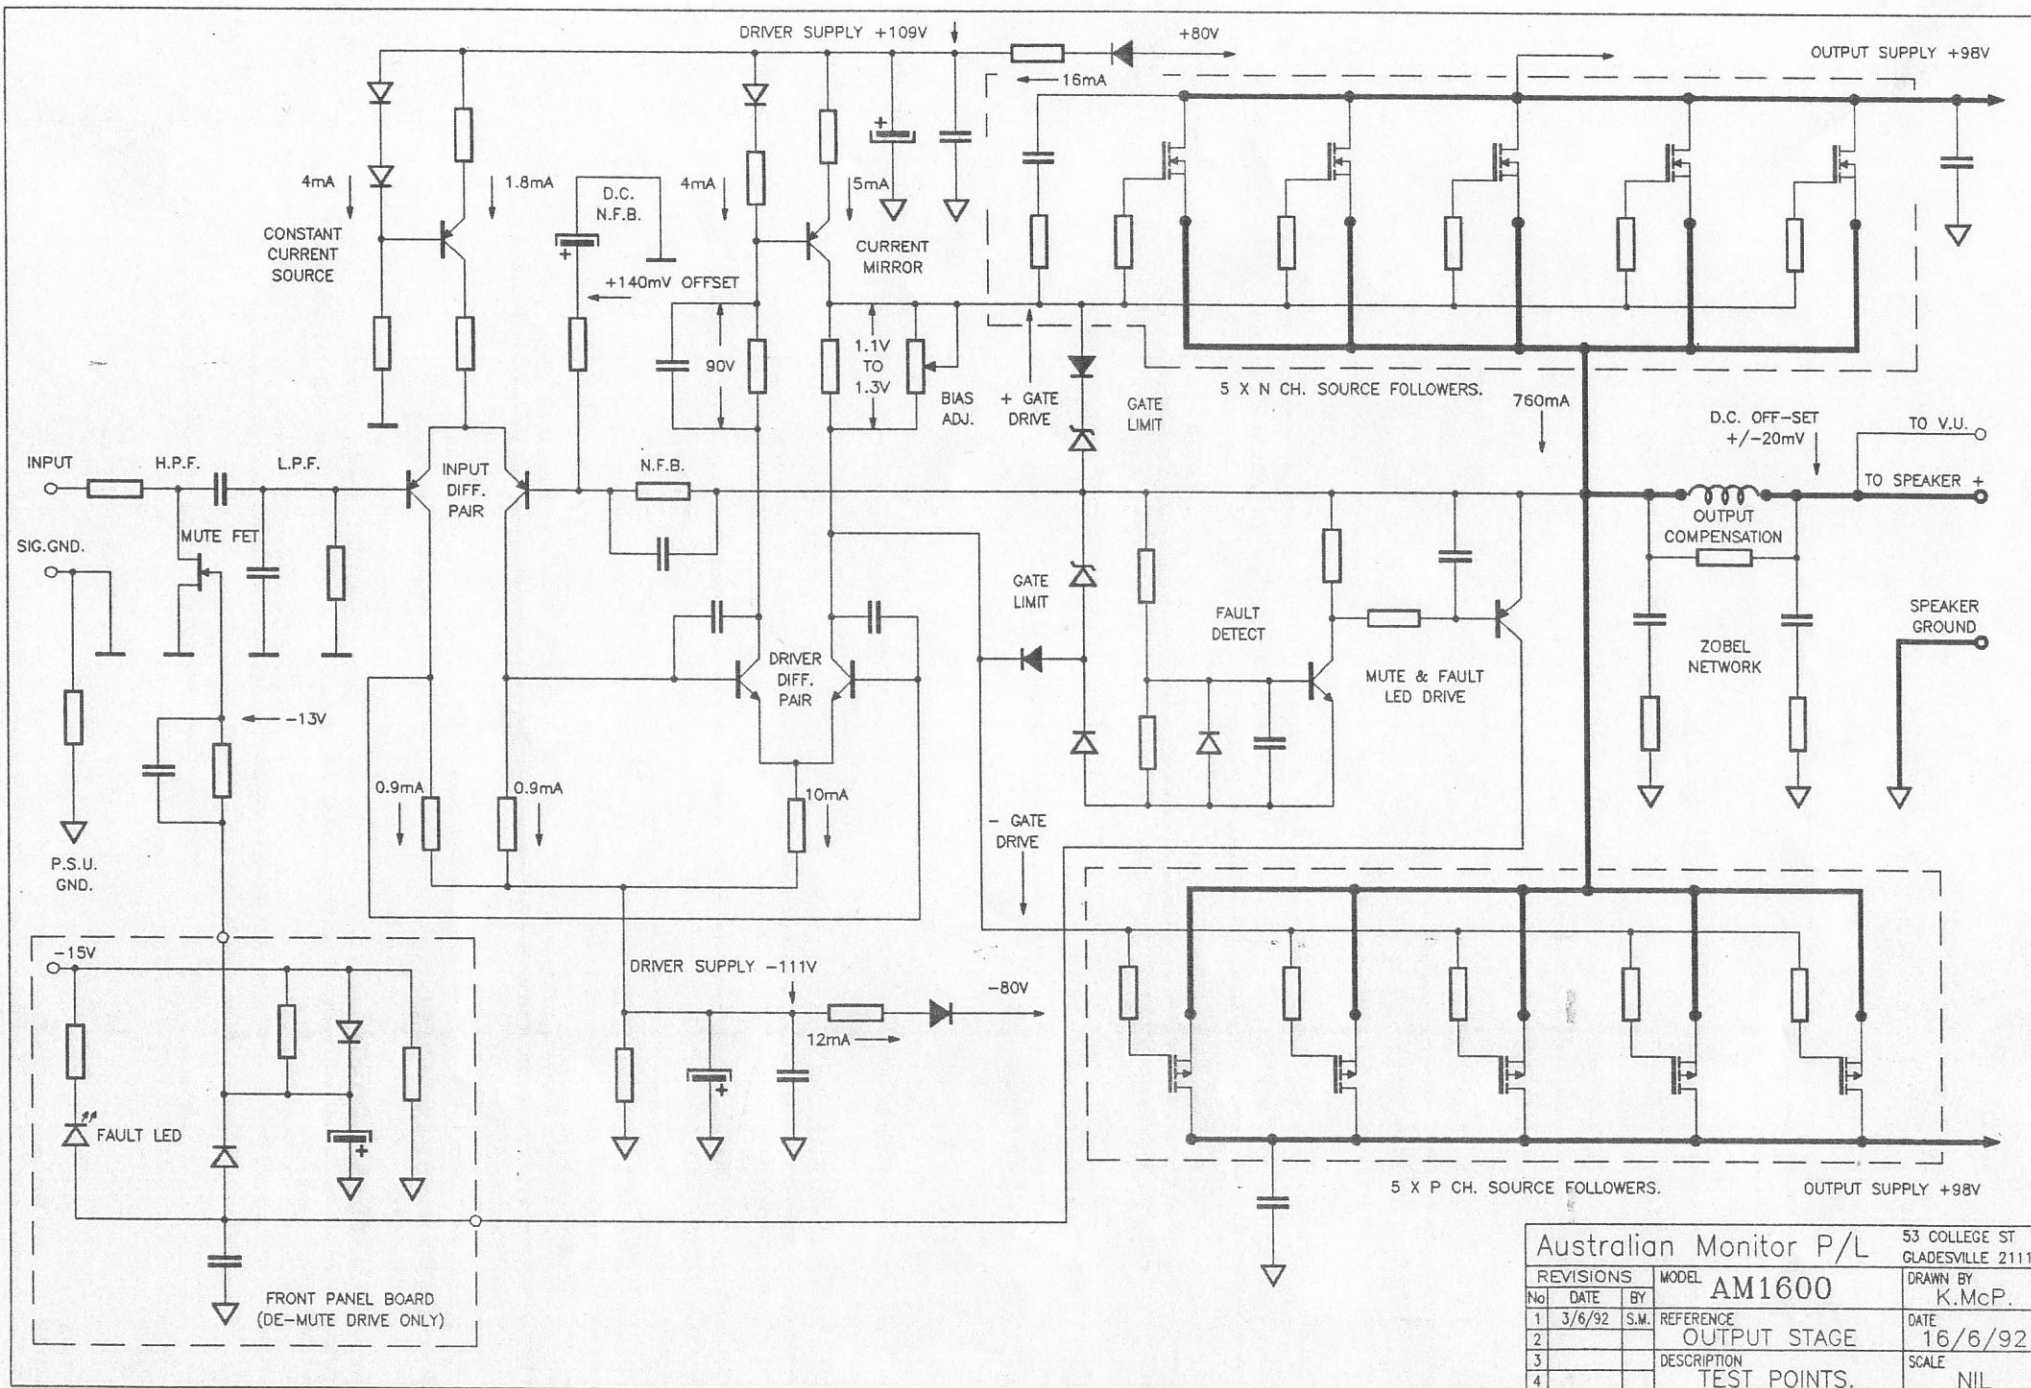 DRIVER SUPPLY +109V
+80V
OUTPUT SUPPLY +98V
16mA
4mA
1.8mA
D.C.
N.F.B.
4mA
5mA
CONSTANT
CURRENT
SOURCE
CURRENT
MIRROR
+140mV OFFSET
90V
1.1V
TO
1.3V
BIAS
ADJ.
+ GATE
DRIVE
GATE
LIMIT
5 X N CH. SOURCE FOLLOWERS.
760mA
D.C. OFF-SET
+/-20mV
TO V.U.
INPUT
H.P.F.
L.P.F.
INPUT
DIFF.
PAIR
N.F.B.
TO SPEAKER +
OUTPUT
COMPENSATION
MUTE FET
SIG.GND.
GATE
LIMIT
FAULT
DETECT
SPEAKER
GROUND
DRIVER
DIFF.
PAIR
MUTE & FAULT
LED DRIVE
ZOBEL
NETWORK
-13V
0.9mA
0.9mA
10mA
- GATE
DRIVE
P.S.U.
GND.
-15V
DRIVER SUPPLY -111V
-80V
12mA
FAULT LED
5 X P CH. SOURCE FOLLOWERS.
OUTPUT SUPPLY +98V
FRONT PANEL BOARD
(DE-MUTE DRIVE ONLY)
Australian Monitor P/L
53 COLLEGE ST
GLADESVILLE 2111
REVISIONS
MODEL AM1600
DRAWN BY
K.McP.
No DATE BY
1 3/6/92 S.M.
REFERENCE
OUTPUT STAGE
DATE
16/6/92
2
3
DESCRIPTION
TEST POINTS.
SCALE
NIL
4